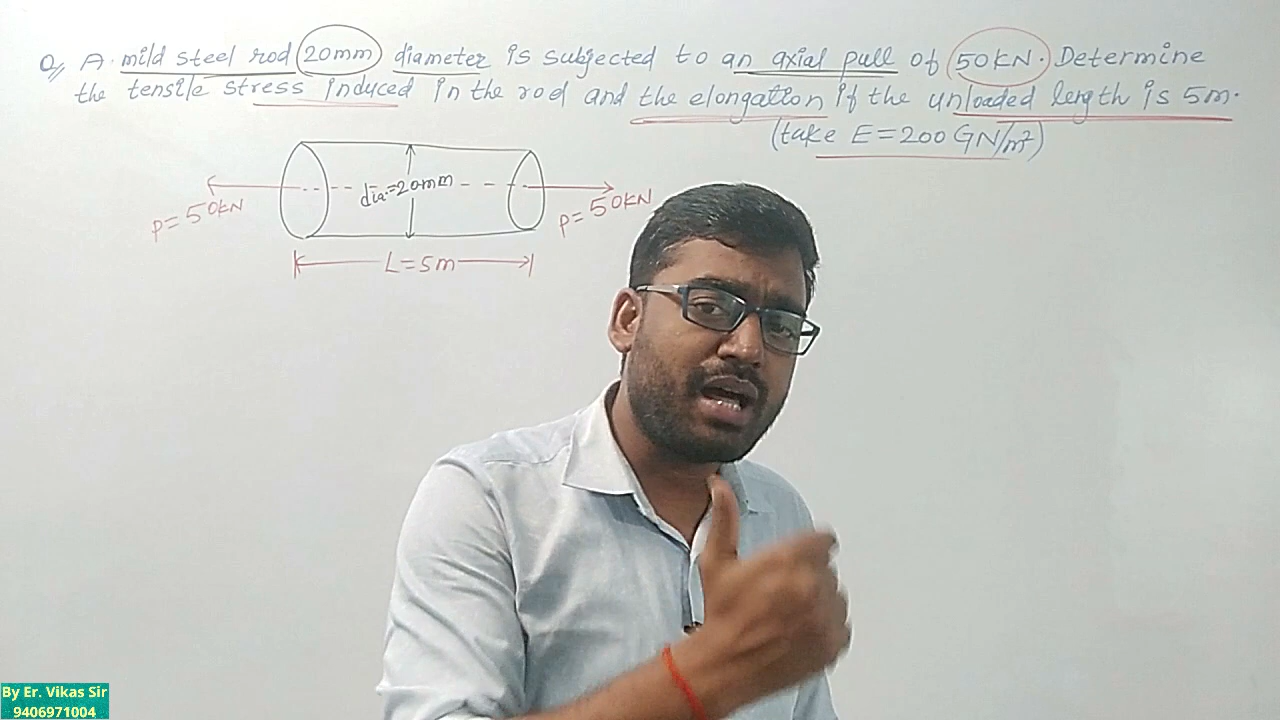 Q, A mild steel rod 20mm diameter is subjected to an axial pull of 50KN. Determine
the tensile stress induced in the rod and the elongation if the unloaded length is 5m.
(take E=200 GN/m²)
dia.=20mm
P=50KN
P=50KN
L=5m
By Er. Vikas Sir
9406971004